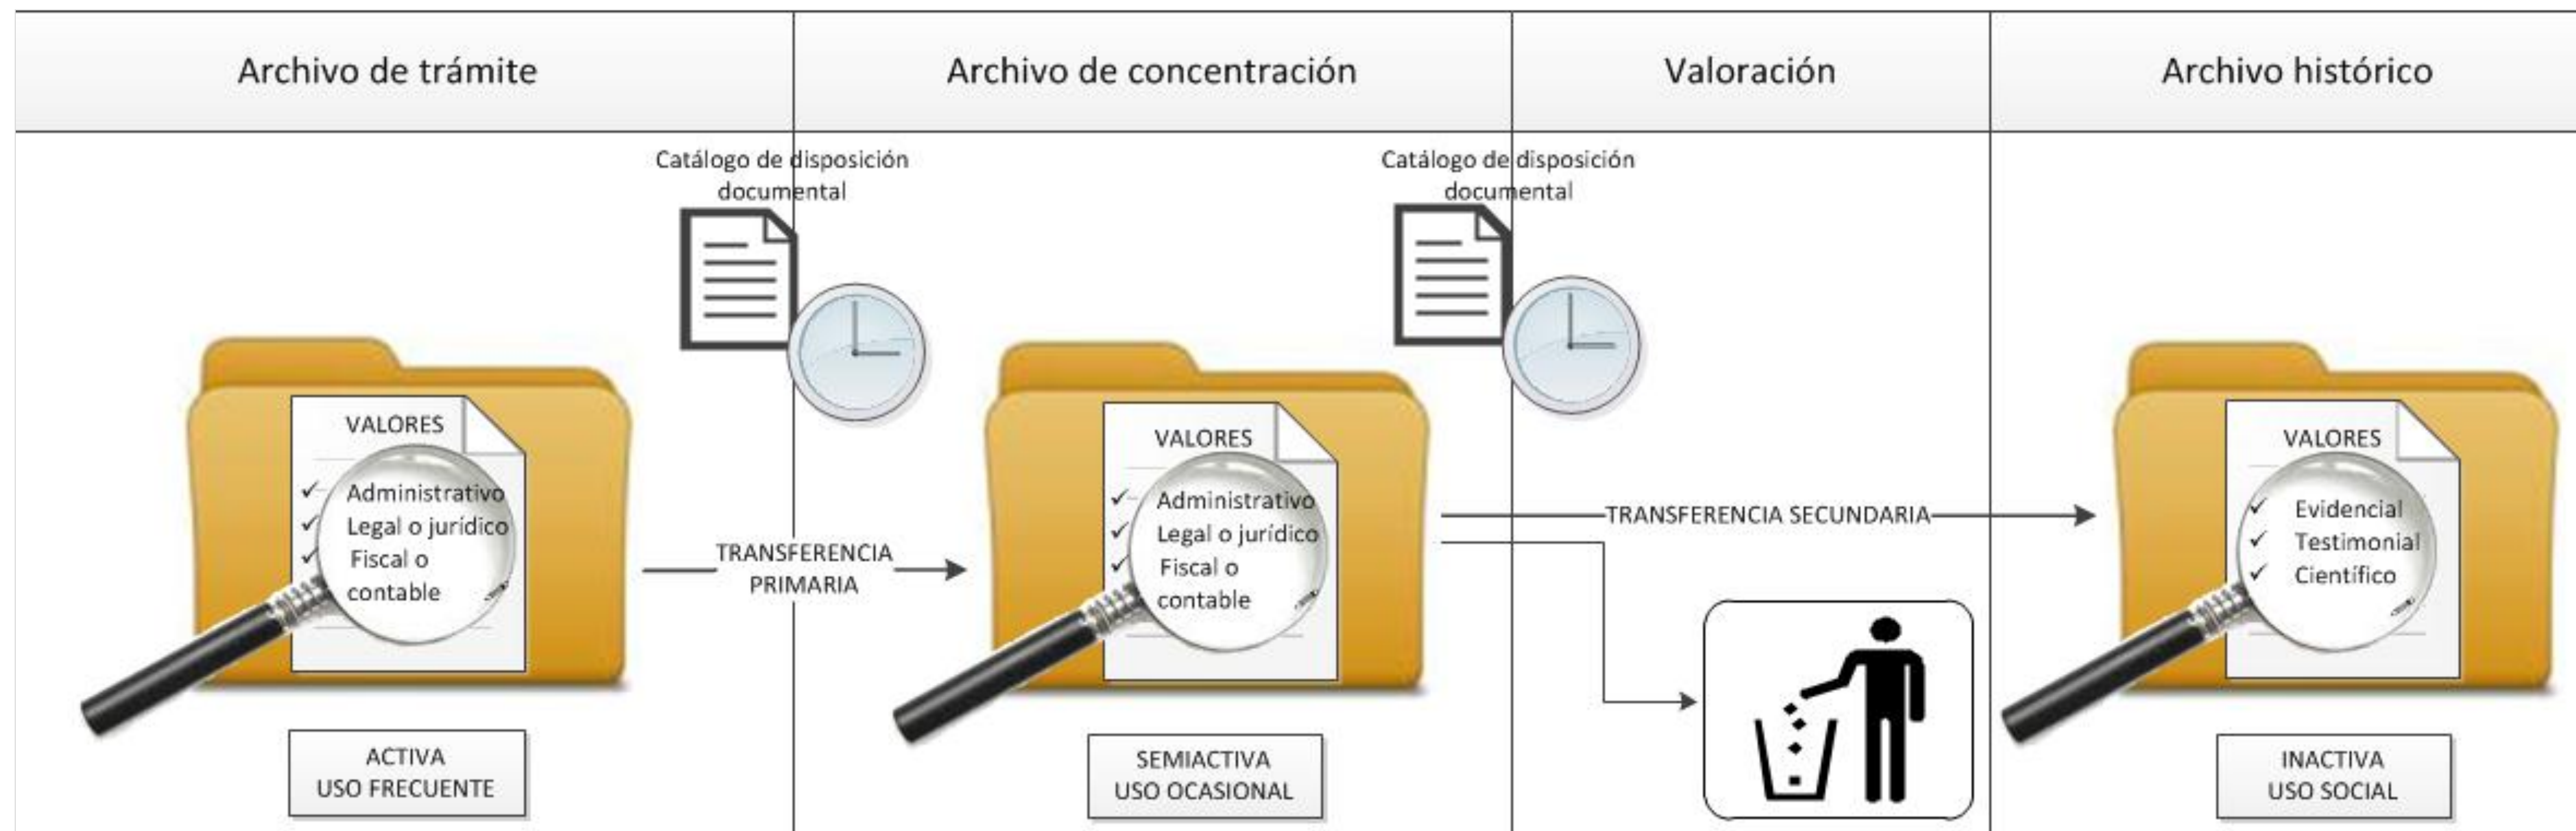 Archivo de trámite
Archivo de concentración
Valoración
Archivo histórico
Catálogo de disposición
documental
Catálogo de disposición
documental
VALORES
Administrativo
Legal o jurídico
Fiscal o
contable
ACTIVA
USO FRECUENTE
TRANSFERENCIA
PRIMARIA
VALORES
Administrativo
Legal o jurídico
Fiscal o
contable
SEMIACTIVA
USO OCASIONAL
TRANSFERENCIA SECUNDARIA
VALORES
Evidencial
Testimonial
Científico
INACTIVA
USO SOCIAL